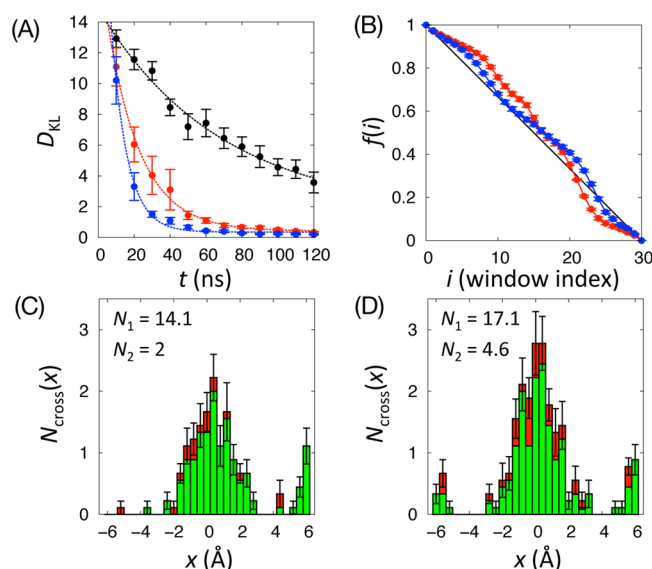 (A)
14
12
10
8
6
4
2
0
D_KL
0 20 40 60 80 100 120
t (ns)
(B)
1
0.8
0.6
0.4
0.2
0
f(i)
0 10 20 30
i (window index)
(C)
N_1 = 14.1
N_2 = 2
3
2
1
0
N_cross(x)
−6 −4 −2 0 2 4 6
x (Å)
(D)
N_1 = 17.1
N_2 = 4.6
3
2
1
0
N_cross(x)
−6 −4 −2 0 2 4 6
x (Å)